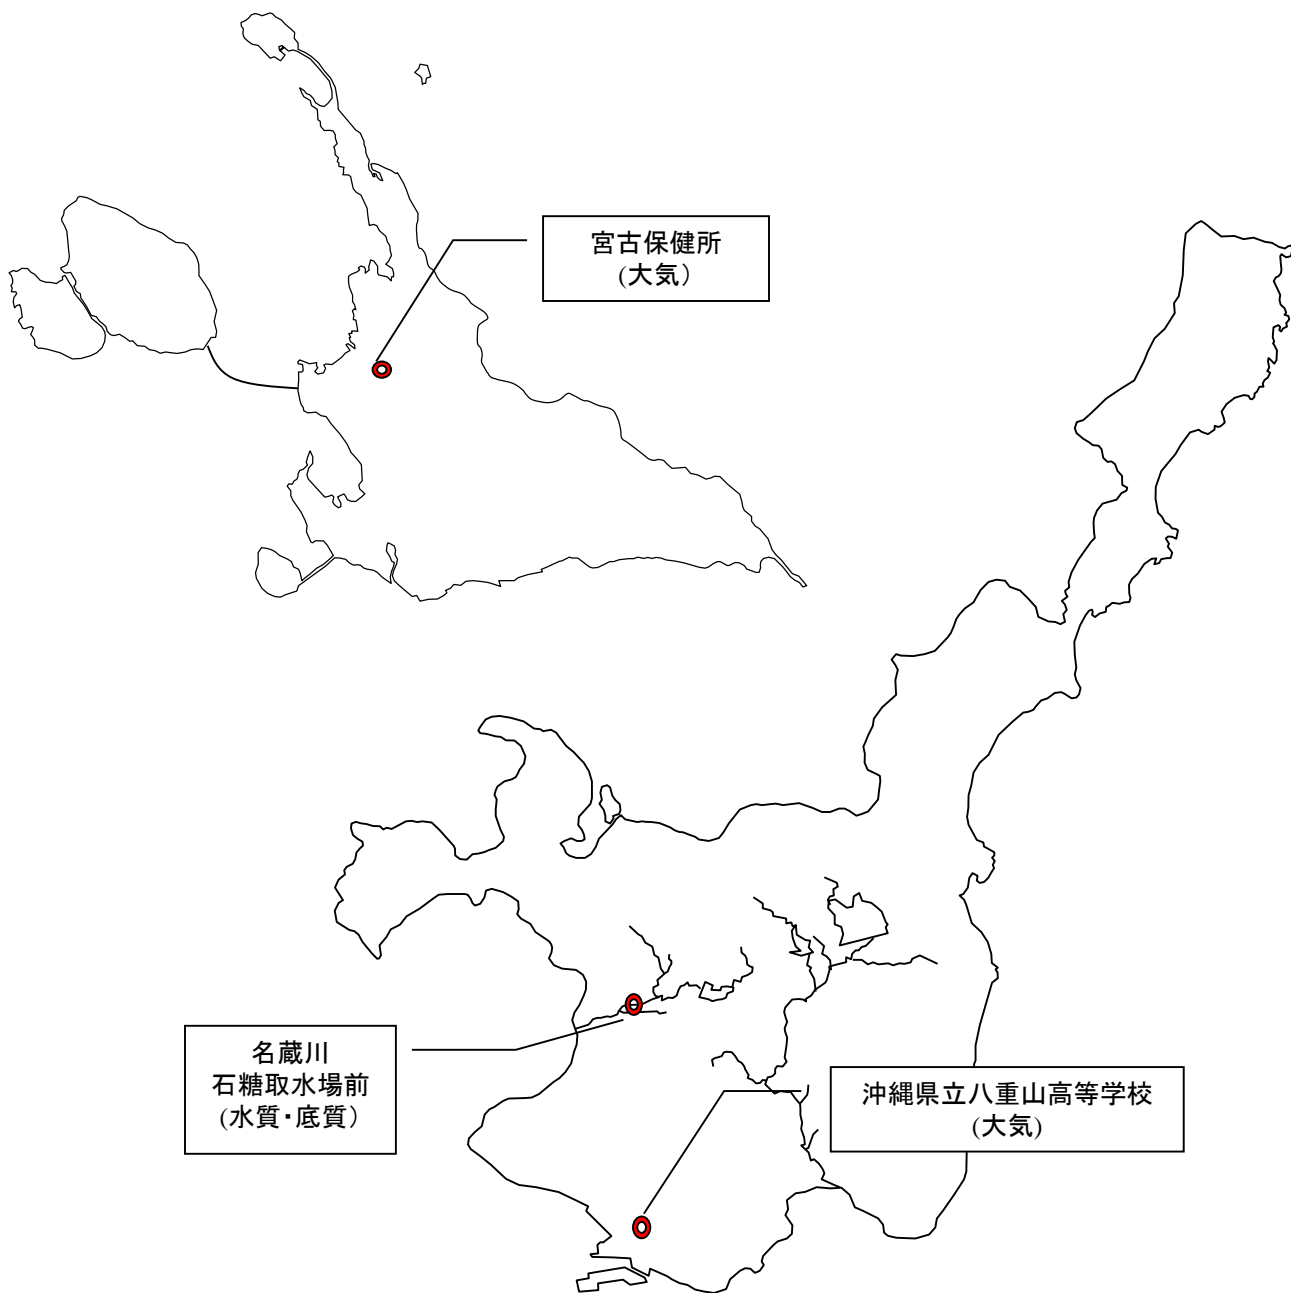 宮古保健所
(大気）
名蔵川
石糖取水場前
(水質・底質）
沖縄県立八重山高等学校
(大気)